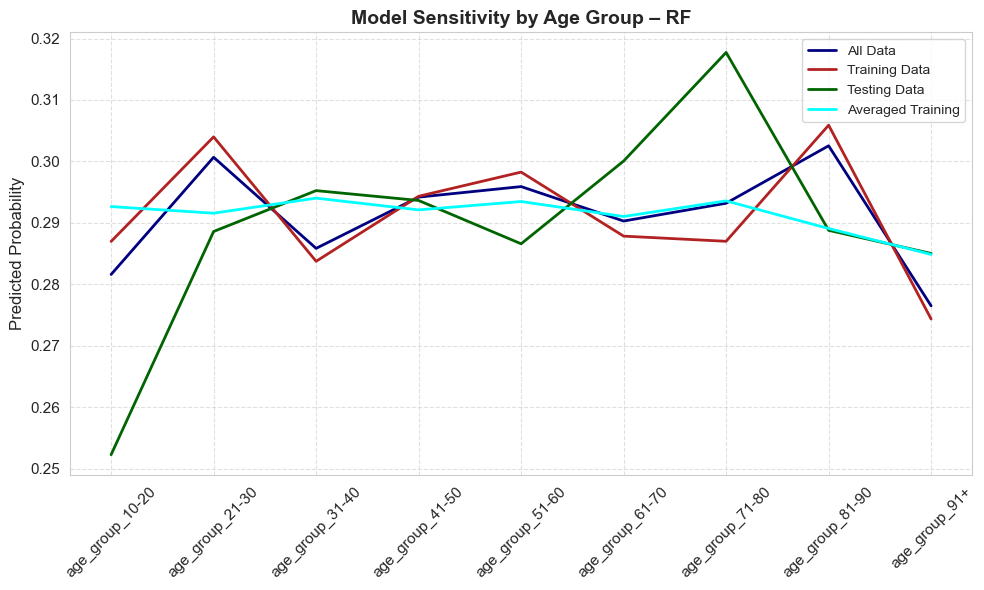 Model Sensitivity by Age Group – RF
All Data
Training Data
Testing Data
Averaged Training
Predicted Probability
0.32
0.31
0.30
0.29
0.28
0.27
0.26
0.25
age_group_10-20
age_group_21-30
age_group_31-40
age_group_41-50
age_group_51-60
age_group_61-70
age_group_71-80
age_group_81-90
age_group_91+